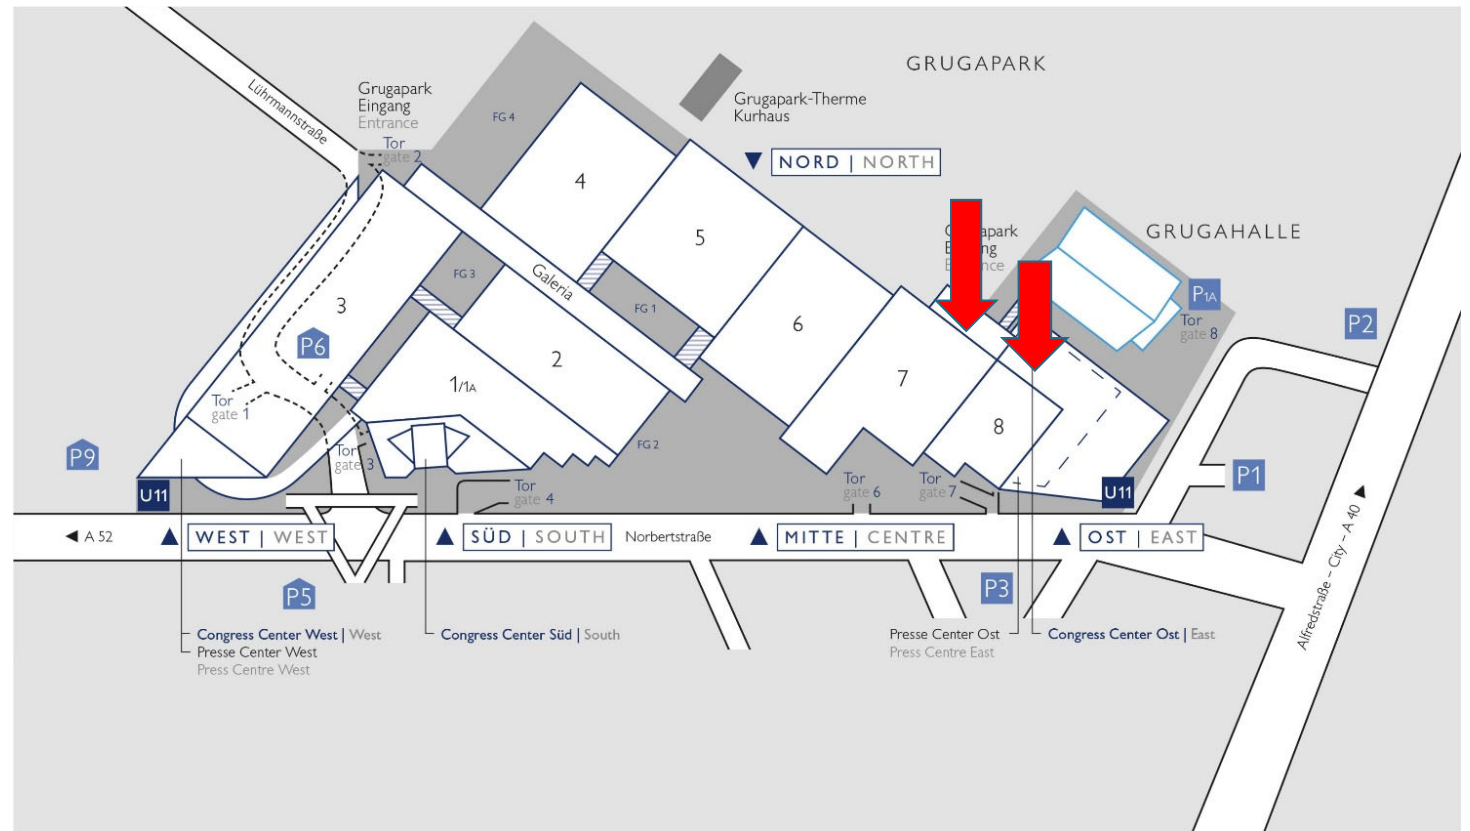 GRUGAPARK
Lührmannstraße
Grugapark
Eingang
Entrance
Tor
gate 2
FG 4
Grugapark-Therme
Kurhaus
NORD | NORTH
4
5
GRUGAHALLE
FG 3
Galeria
FG 1
3
6
P1A
Tor
gate 8
P2
P6
2
1/1A
7
8
Tor
gate 1
FG 2
P9
Tor
gate 3
U11
Tor
gate 4
Tor
gate 6
Tor
gate 7
U11
P1
A 52
WEST | WEST
SÜD | SOUTH
Norbertstraße
MITTE | CENTRE
OST | EAST
Alfredstraße – City – A 40
P5
P3
Congress Center West | West
Presse Center West
Press Centre West
Congress Center Süd | South
Presse Center Ost
Press Centre East
Congress Center Ost | East